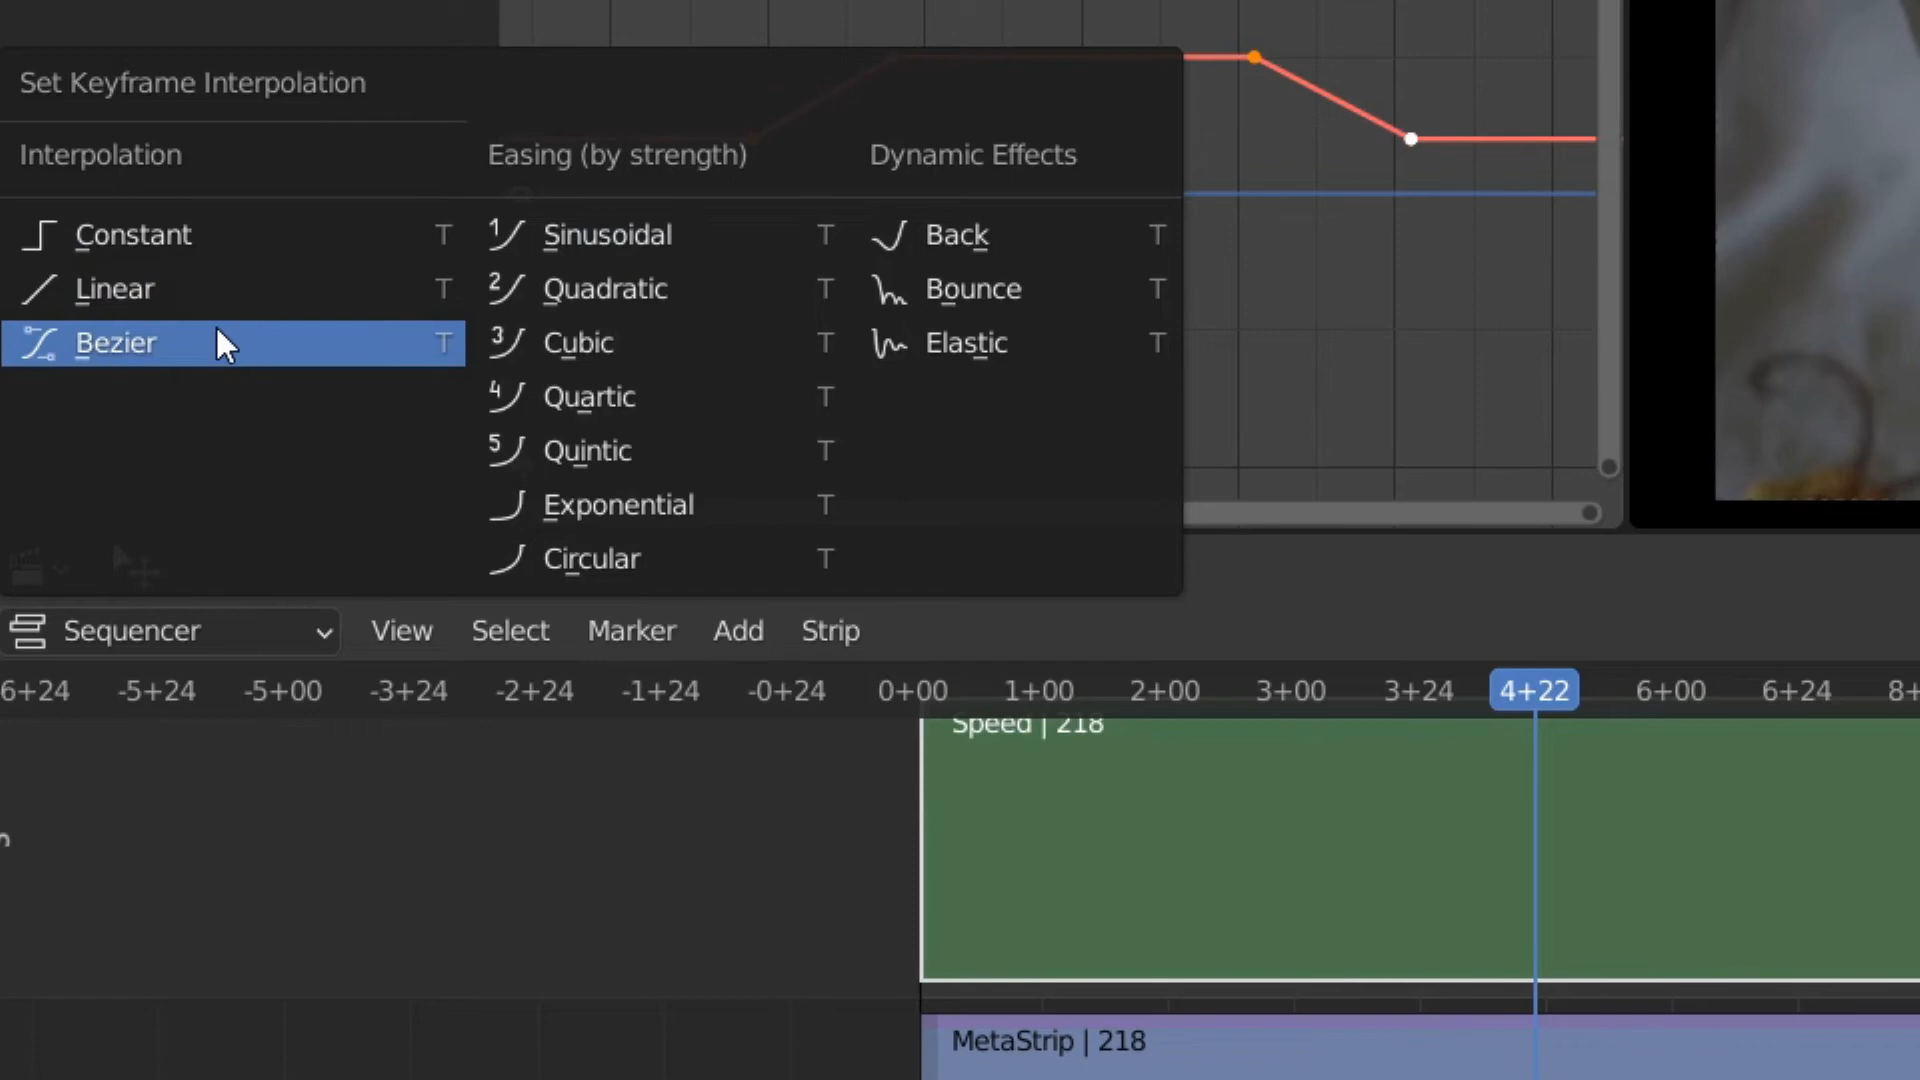 Set Keyframe Interpolation
Interpolation Easing (by strength) Dynamic Effects
Constant T Sinusoidal T Back T
Linear T Quadratic T Bounce T
Bezier T Cubic T Elastic T
Quartic T
Quintic T
Exponential T
Circular T
Sequencer View Select Marker Add Strip
6+24 -5+24 -5+00 -3+24 -2+24 -1+24 -0+24 0+00 1+00 2+00 3+00 3+24 4+22 6+00 6+24 8+
Speed | 218
MetaStrip | 218